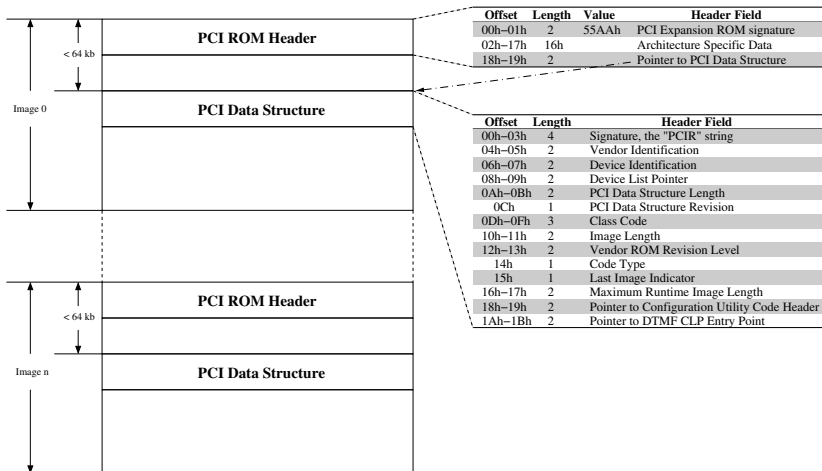 PCI ROM Header
< 64 kb
Image 0
PCI Data Structure
PCI ROM Header
< 64 kb
Image n
PCI Data Structure
Offset Length Value Header Field
00h−01h 2 55AAh PCI Expansion ROM signature
02h−17h 16h Architecture Specific Data
18h−19h 2 Pointer to PCI Data Structure
Offset Length Header Field
00h−03h 4 Signature, the "PCIR" string
04h−05h 2 Vendor Identification
06h−07h 2 Device Identification
08h−09h 2 Device List Pointer
0Ah−0Bh 2 PCI Data Structure Length
0Ch 1 PCI Data Structure Revision
0Dh−0Fh 3 Class Code
10h−11h 2 Image Length
12h−13h 2 Vendor ROM Revision Level
14h 1 Code Type
15h 1 Last Image Indicator
16h−17h 2 Maximum Runtime Image Length
18h−19h 2 Pointer to Configuration Utility Code Header
1Ah−1Bh 2 Pointer to DTMF CLP Entry Point